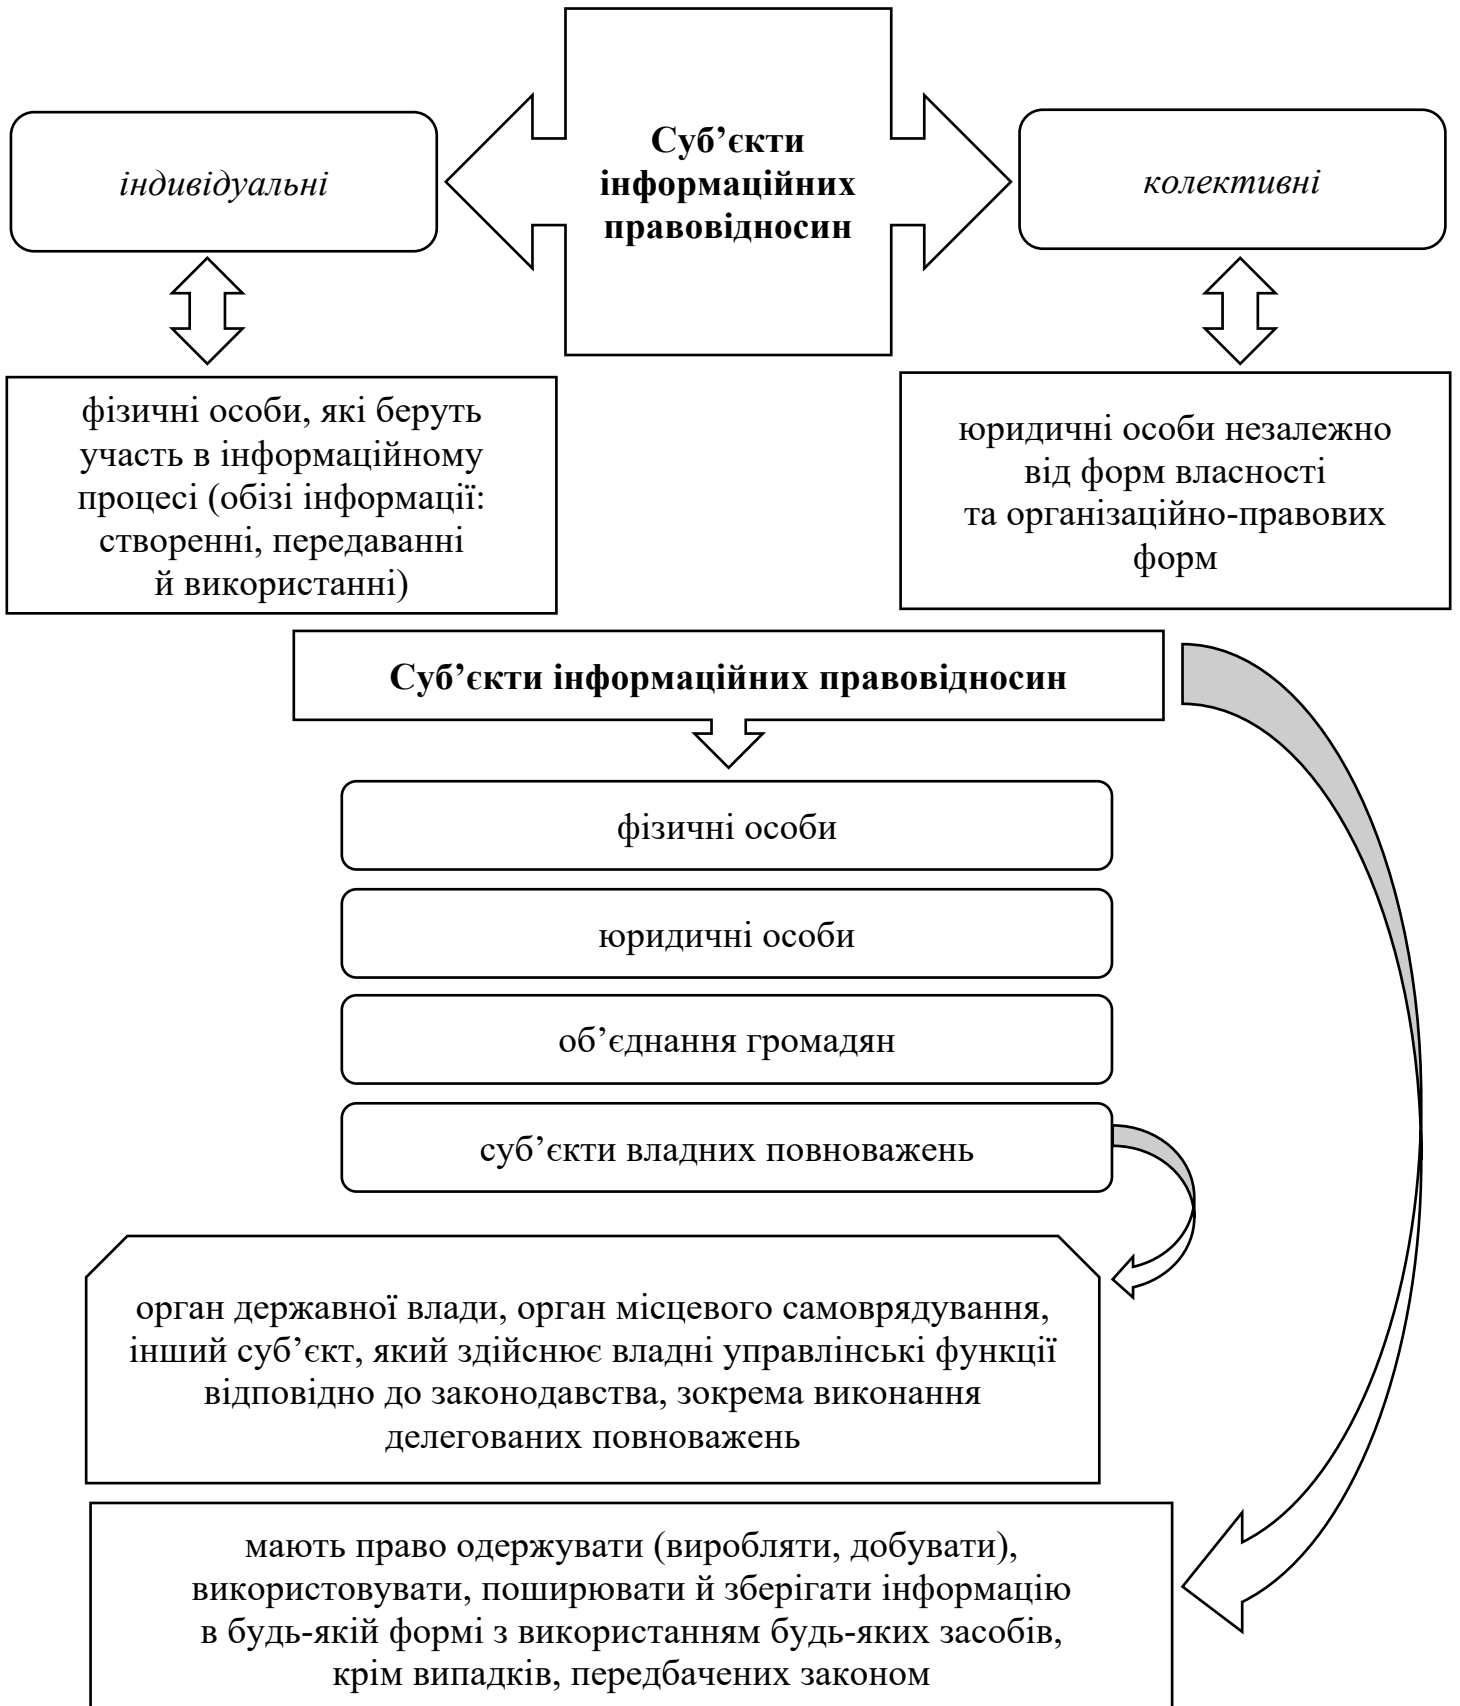 Суб’єкти
інформаційних
правовідносин
індивідуальні
колективні
фізичні особи, які беруть
участь в інформаційному
процесі (обізі інформації:
створенні, передаванні
й використанні)
юридичні особи незалежно
від форм власності
та організаційно-правових
форм
Суб’єкти інформаційних правовідносин
фізичні особи
юридичні особи
об’єднання громадян
суб’єкти владних повноважень
орган державної влади, орган місцевого самоврядування,
інший суб’єкт, який здійснює владні управлінські функції
відповідно до законодавства, зокрема виконання
делегованих повноважень
мають право одержувати (виробляти, добувати),
використовувати, поширювати й зберігати інформацію
в будь-якій формі з використанням будь-яких засобів,
крім випадків, передбачених законом